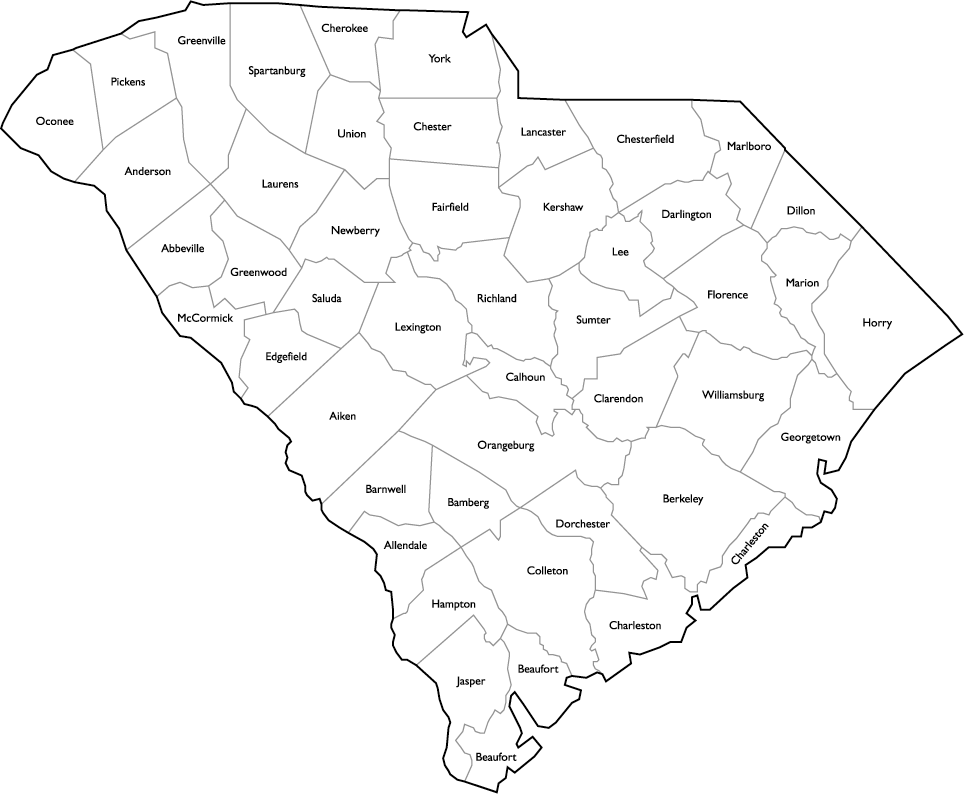 Cherokee
Greenville
York
Spartanburg
Pickens
Oconee
Union
Chester
Lancaster
Chesterfield
Marlboro
Anderson
Laurens
Fairfield
Kershaw
Darlington
Dillon
Newberry
Abbeville
Lee
Greenwood
Saluda
Richland
Florence
Marion
McCormick
Lexington
Sumter
Horry
Edgefield
Calhoun
Clarendon
Williamsburg
Aiken
Orangeburg
Georgetown
Barnwell
Bamberg
Berkeley
Dorchester
Charleston
Allendale
Colleton
Hampton
Charleston
Jasper
Beaufort
Beaufort